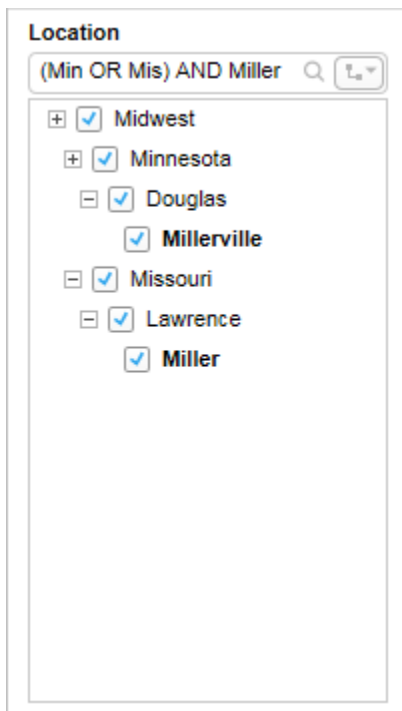 Location
(Min OR Mis) AND Miller
Midwest
Minnesota
Douglas
Millerville
Missouri
Lawrence
Miller